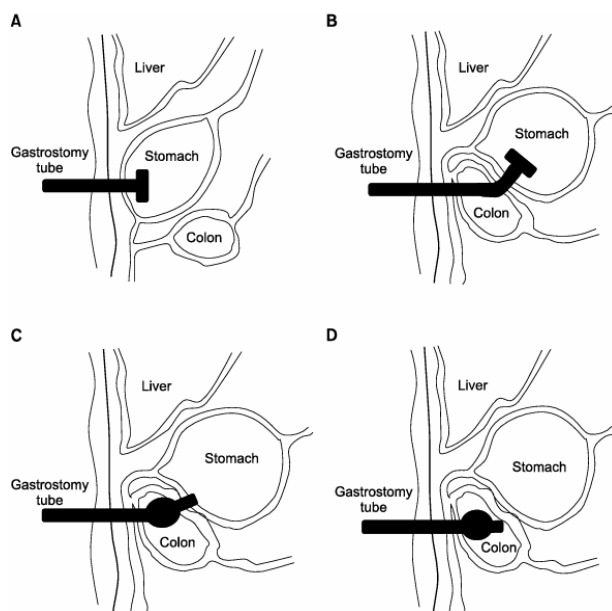 A
Liver
Gastrostomy
tube
Stomach
Colon
B
Liver
Gastrostomy
tube
Stomach
Colon
C
Liver
Gastrostomy
tube
Stomach
Colon
D
Liver
Gastrostomy
tube
Stomach
Colon